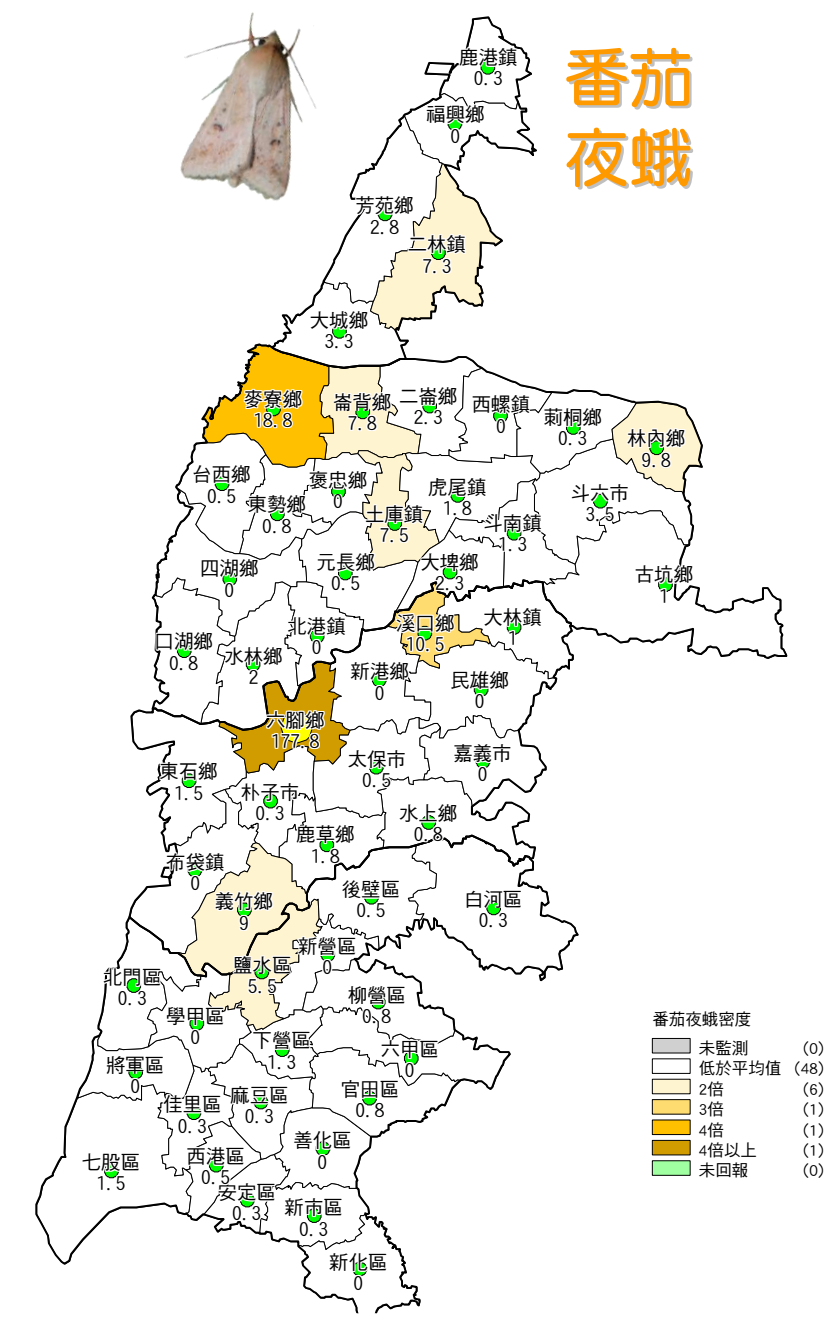 番茄
夜蛾
鹿港鎮
0.3
福興鄉
0
芳苑鄉
2.8
二林鎮
7.3
大城鄉
3.3
麥寮鄉
18.8
崙背鄉
7.8
二崙鄉
2.3
西螺鎮
0
莿桐鄉
0.3
林內鄉
9.8
台西鄉
0.5
東勢鄉
0.8
褒忠鄉
0
土庫鎮
7.5
虎尾鎮
1.8
斗南鎮
.3
斗六市
3.5
四湖鄉
0
元長鄉
0.5
大埤鄉
2.3
古坑鄉
1
口湖鄉
0.8
水林鄉
2
北港鎮
0
溪口鄉
10.5
大林鎮
1
新港鄉
0
民雄鄉
0
六腳鄉
177.8
太保市
0.5
嘉義市
0
東石鄉
1.5
朴子市
0.3
鹿草鄉
1.8
水上鄉
0.8
布袋鎮
0
義竹鄉
9
後壁區
0.5
白河區
0.3
新營區
0
鹽水區
5.5
北門區
0.3
學甲區
0
柳營區
0.8
下營區
1.3
六甲區
0
將軍區
0
佳里區
0.3
麻豆區
0.3
官田區
0.8
七股區
1.5
西港區
0.5
善化區
0
安定區
0.3
新市區
0.3
新化區
0
番茄夜蛾密度
未監測 (0)
低於平均值 (48)
2倍 (6)
3倍 (1)
4倍 (1)
4倍以上 (1)
未回報 (0)